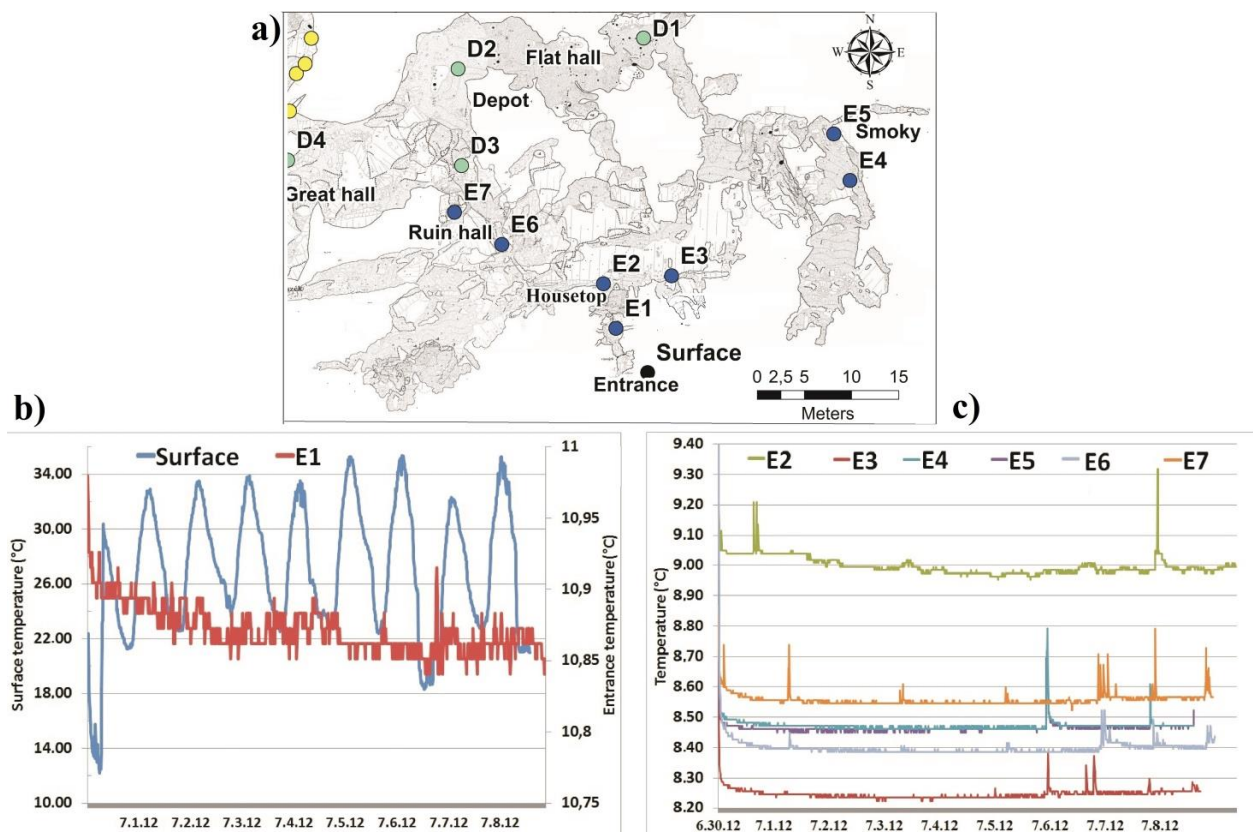 a)
D1
N
W E
S
D2
Flat hall
Depot
E5
Smoky
D4
D3
E4
Great hall
E7
Ruin hall
E6
E2
E3
Housetop
E1
Surface
Entrance
0 2,5 5 10 15
Meters
b)
Surface E1
34.00
30.00
26.00
22.00
18.00
14.00
10.00
Surface temperature (°C)
11
10,95
10,9
10,85
10,8
10,75
Entrance temperature (°C)
7.1.12 7.2.12 7.3.12 7.4.12 7.5.12 7.6.12 7.7.12 7.8.12
c)
E2 E3 E4 E5 E6 E7
9.40
9.30
9.20
9.10
9.00
8.90
8.80
8.70
8.60
8.50
8.40
8.30
8.20
Temperature (°C)
6.30.12 7.1.12 7.2.12 7.3.12 7.4.12 7.5.12 7.6.12 7.7.12 7.8.12